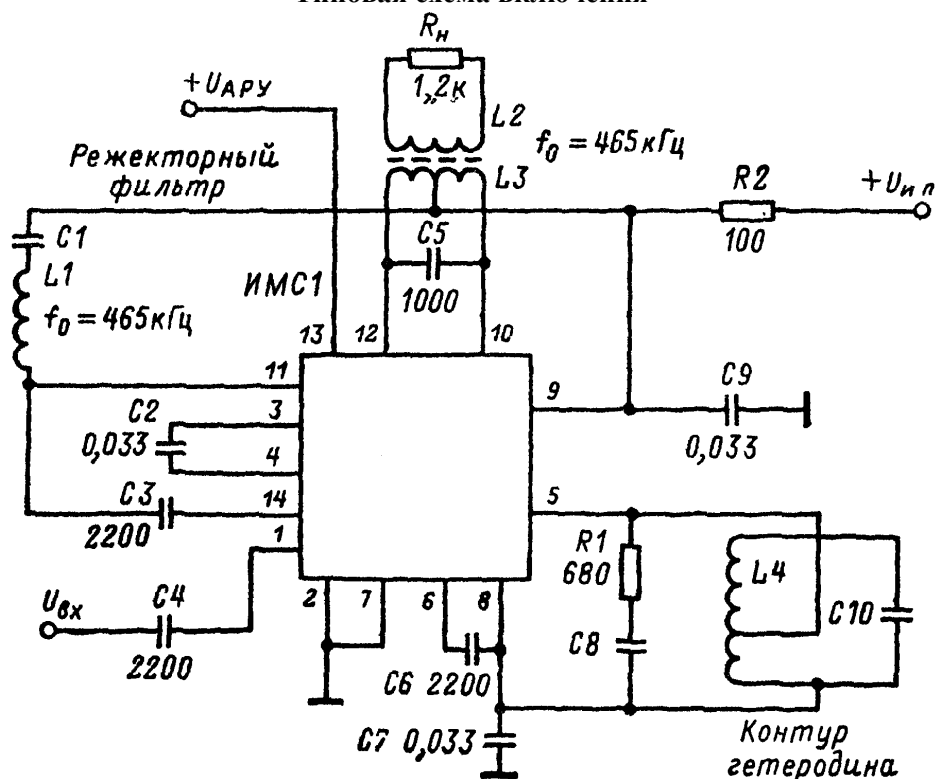 Типовая схема включения
Rн
1,2к
+UАРУ
L2
f0 = 465кГц
L3
Режекторный
фильтр
R2
100
+Uи п
C1
L1
f0 = 465кГц
ИМС1
C5
1000
13
12
10
11
9
C9
0,033
C2
0,033
3
4
C3
2200
14
1
5
R1
680
L4
C10
C8
Uвх
C4
2200
2
7
6
8
C6 2200
C7 0,033
Контур
гетеродина